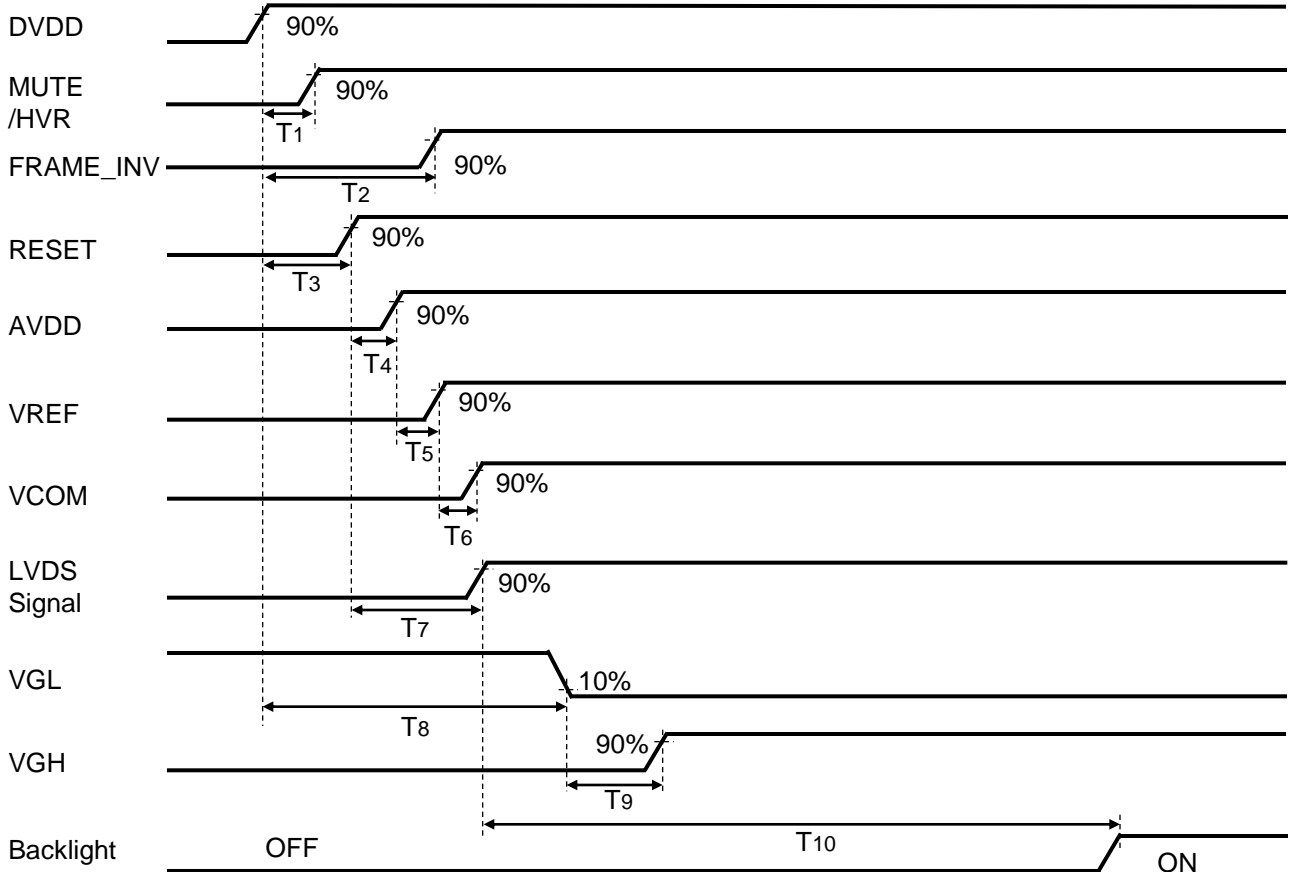 DVDD
90%
MUTE
/HVR
90%
T1
FRAME_INV
90%
T2
RESET
90%
T3
AVDD
90%
T4
VREF
90%
T5
VCOM
90%
T6
LVDS
Signal
90%
T7
VGL
10%
T8
VGH
90%
T9
Backlight
OFF
T10
ON